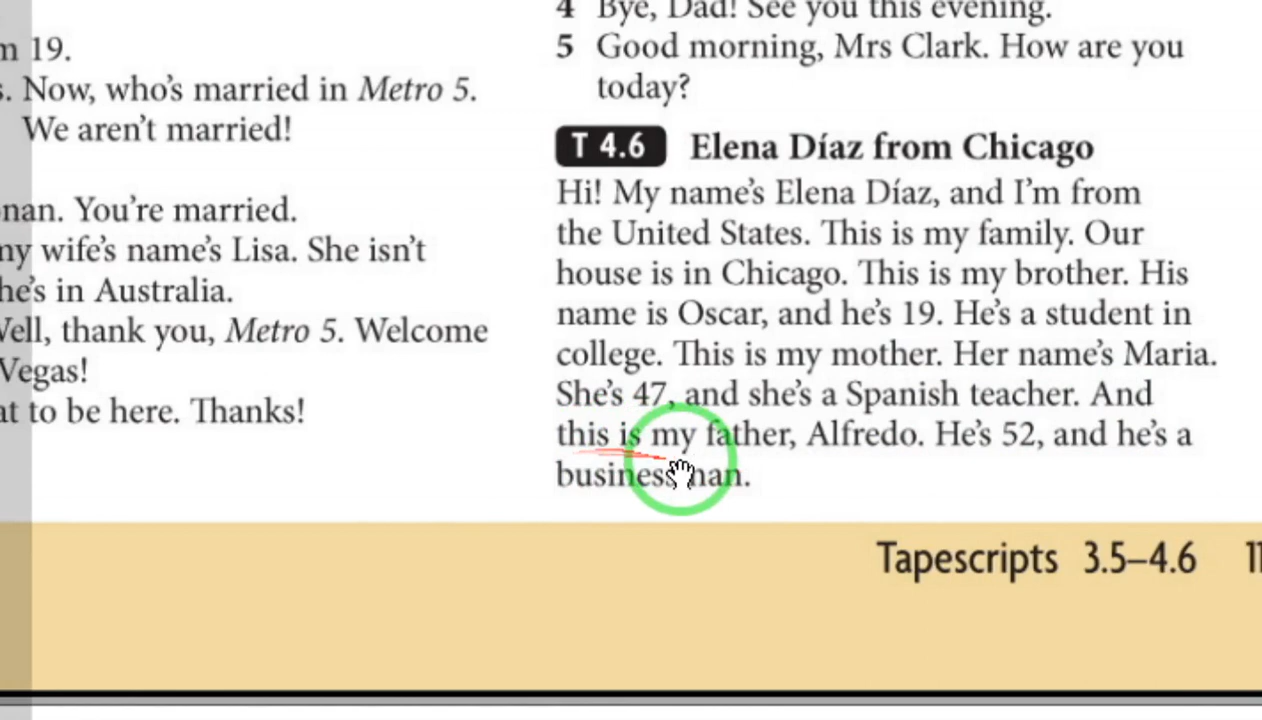 19.
Now, who's married in Metro 5.
We aren't married!
You're married.
wife's name's Lisa. She isn't
in Australia.
thank you, Metro 5. Welcome
Vegas!
to be here. Thanks!
4 Bye, Dad! See you this evening.
5 Good morning, Mrs Clark. How are you
today?
T 4.6 Elena Díaz from Chicago
Hi! My name's Elena Díaz, and I'm from
the United States. This is my family. Our
house is in Chicago. This is my brother. His
name is Oscar, and he's 19. He's a student in
college. This is my mother. Her name's Maria.
She's 47, and she's a Spanish teacher. And
this is my father, Alfredo. He's 52, and he's a
businessman.
Tapescripts 3.5–4.6